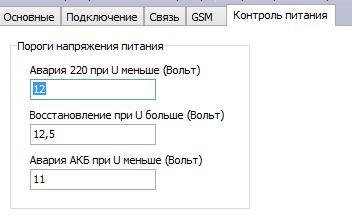 Основные Подключение Связь GSM Контроль питания
Пороги напряжения питания
Авария 220 при U меньше (Вольт)
12
Восстановление при U больше (Вольт)
12,5
Авария АКБ при U меньше (Вольт)
11